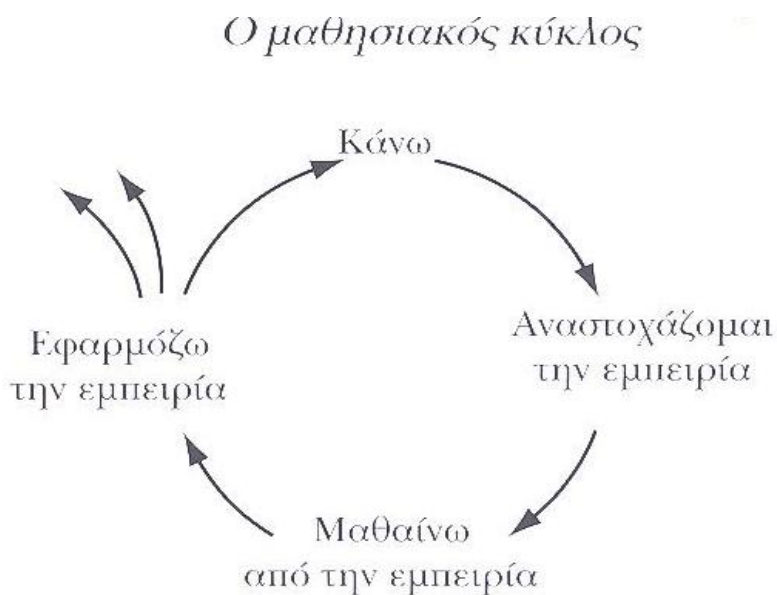 Ο μαθησιακός κύκλος
Κάνω
Αναστοχάζομαι
την εμπειρία
Μαθαίνω
από την εμπειρία
Εφαρμόζω
την εμπειρία